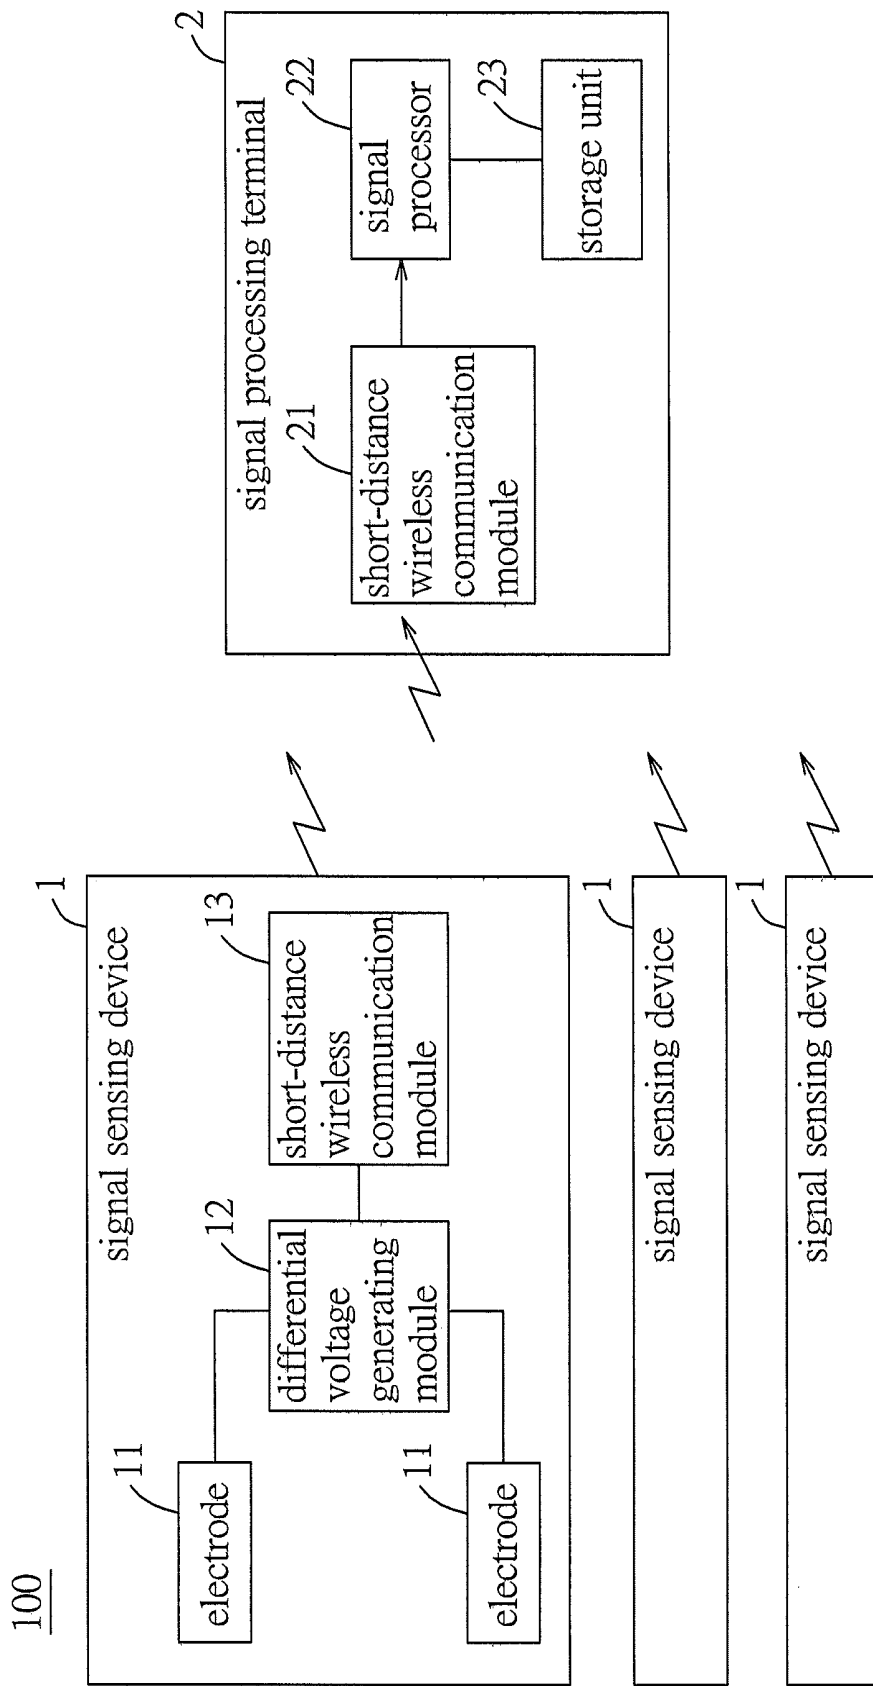 100
1
signal sensing device
11
electrode
11
electrode
12
differential
voltage
generating
module
13
short-distance
wireless
communication
module
1
signal sensing device
1
signal sensing device
2
signal processing terminal
21
short-distance
wireless
communication
module
22
signal
processor
23
storage unit